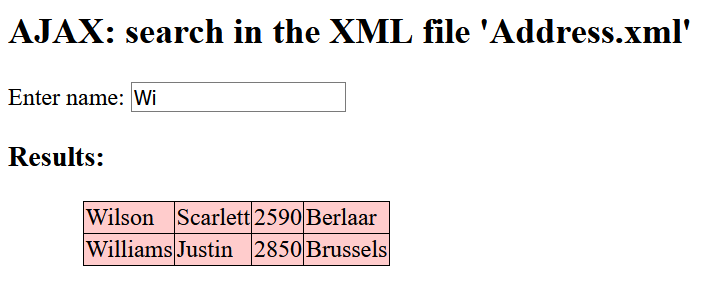 AJAX: search in the XML file 'Address.xml'
Enter name: Wi
Results:
Wilson Scarlett 2590 Berlaar
Williams Justin 2850 Brussels